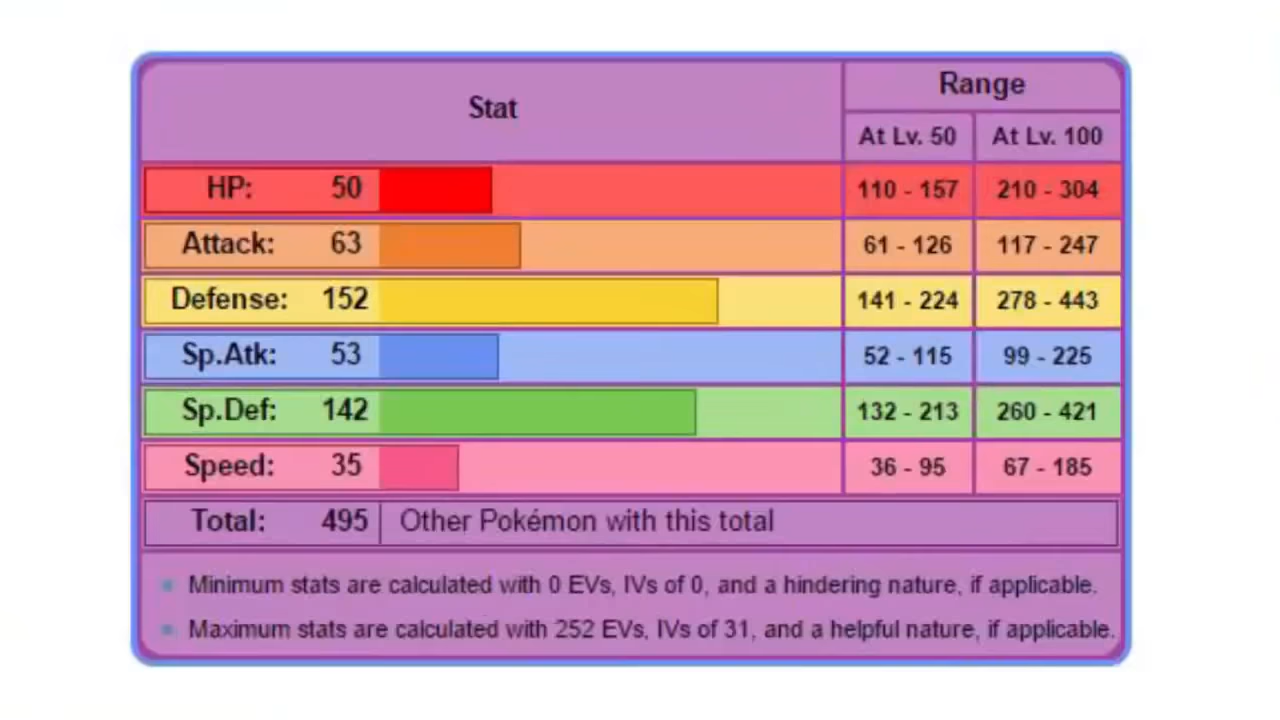 Stat Range
At Lv. 50 At Lv. 100
HP: 50 110 - 157 210 - 304
Attack: 63 61 - 126 117 - 247
Defense: 152 141 - 224 278 - 443
Sp.Atk: 53 52 - 115 99 - 225
Sp.Def: 142 132 - 213 260 - 421
Speed: 35 36 - 95 67 - 185
Total: 495 Other Pokémon with this total
Minimum stats are calculated with 0 EVs, IVs of 0, and a hindering nature, if applicable.
Maximum stats are calculated with 252 EVs, IVs of 31, and a helpful nature, if applicable.